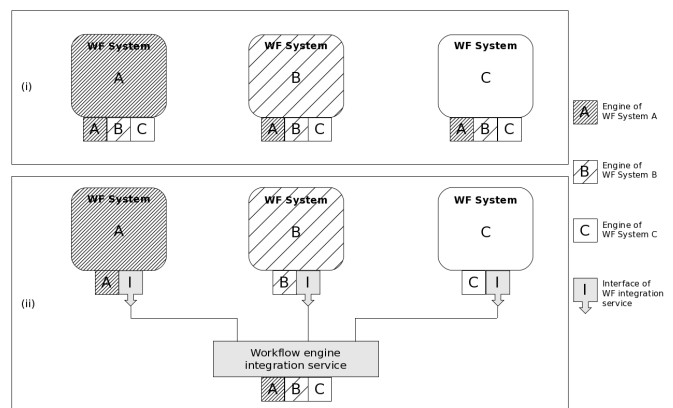 (i)
WF System
A
A B C
WF System
B
A B C
WF System
C
A B C
(ii)
WF System
A
A I
WF System
B
B I
WF System
C
C I
Workflow engine
integration service
A B C
A
Engine of
WF System A
B
Engine of
WF System B
C
Engine of
WF System C
I
Interface of
WF integration
service